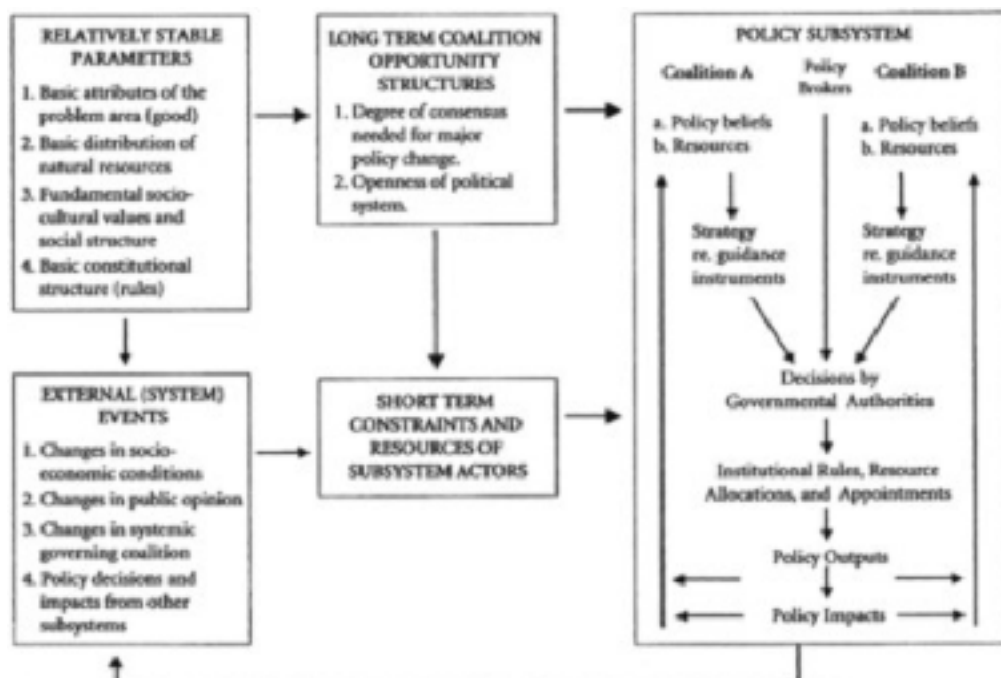 RELATIVELY STABLE
PARAMETERS
1. Basic attributes of the
problem area (good)
2. Basic distribution of
natural resources
3. Fundamental socio-
cultural values and
social structure
4. Basic constitutional
structure (rules)
LONG TERM COALITION
OPPORTUNITY
STRUCTURES
1. Degree of consensus
needed for major
policy change.
2. Openness of political
system.
EXTERNAL (SYSTEM)
EVENTS
1. Changes in socio-
economic conditions
2. Changes in public opinion
3. Changes in systemic
governing coalition
4. Policy decisions and
impacts from other
subsystems
SHORT TERM
CONSTRAINTS AND
RESOURCES OF
SUBSYSTEM ACTORS
POLICY SUBSYSTEM
Coalition A
Policy
Brokers
Coalition B
a. Policy beliefs
b. Resources
a. Policy beliefs
b. Resources
Strategy
re. guidance
instruments
Strategy
re. guidance
instruments
Decisions by
Governmental Authorities
Institutional Rules, Resource
Allocations, and Appointments
Policy Outputs
Policy Impacts